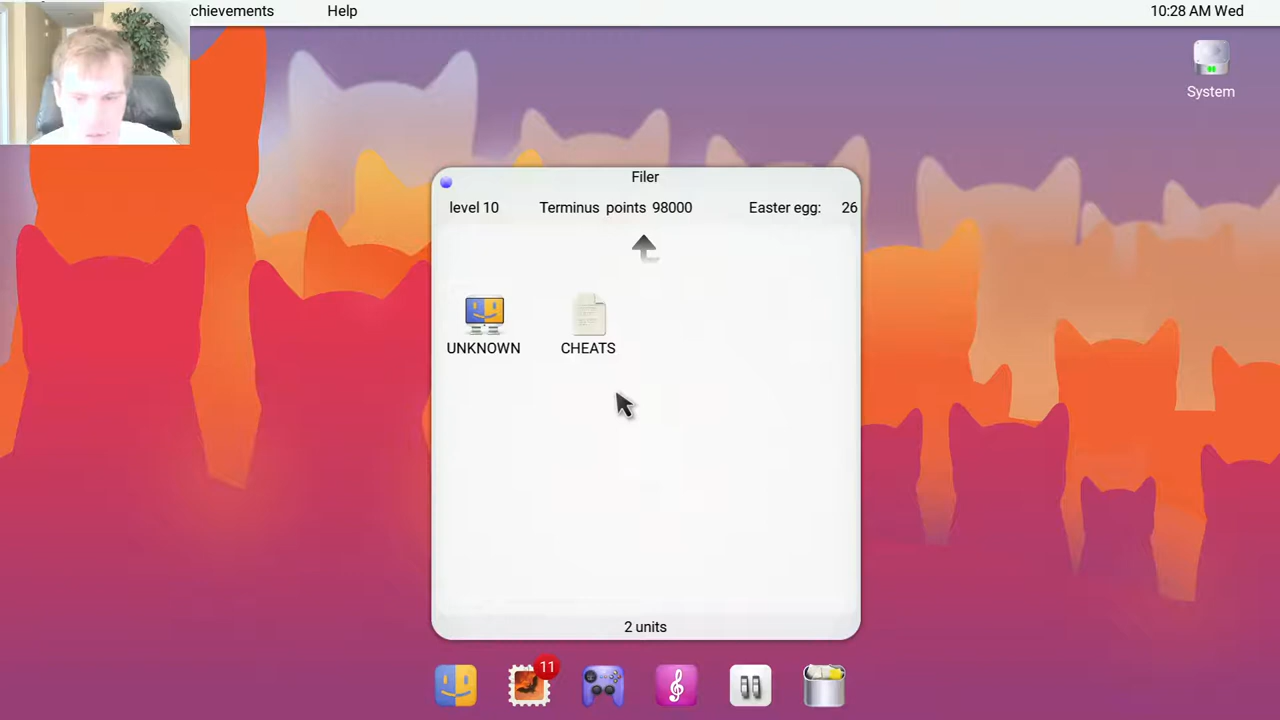 chievements Help 10:28 AM Wed
System
Filer
level 10 Terminus points 98000 Easter egg: 26
UNKNOWN CHEATS
2 units
11